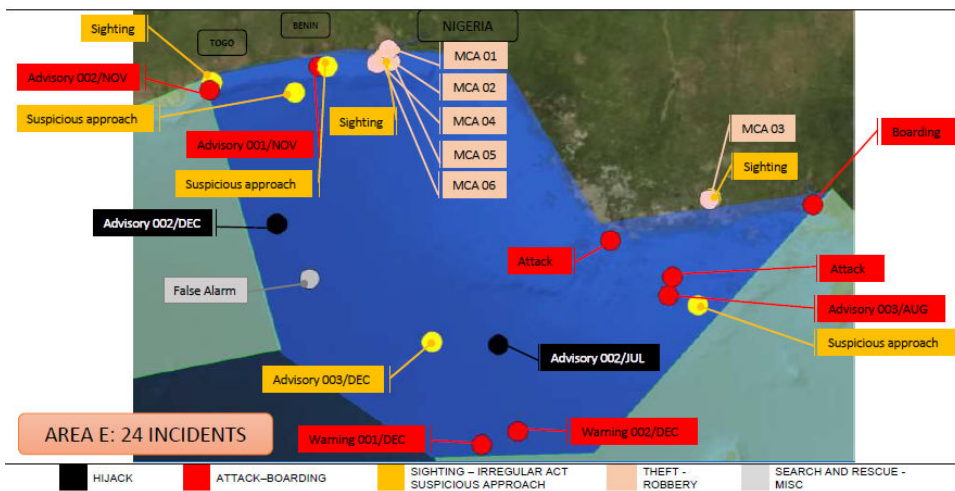 Sighting
TOGO
BENIN
NIGERIA
MCA 01
Advisory 002/NOV
MCA 02
Suspicious approach
Sighting
MCA 04
MCA 03
Boarding
Advisory 001/NOV
MCA 05
Sighting
Suspicious approach
MCA 06
Advisory 002/DEC
Attack
Attack
False Alarm
Advisory 003/AUG
Suspicious approach
Advisory 002/JUL
Advisory 003/DEC
AREA E: 24 INCIDENTS
Warning 001/DEC
Warning 002/DEC
HIJACK
ATTACK–BOARDING
SIGHTING – IRREGULAR ACT
SUSPICIOUS APPROACH
THEFT -
ROBBERY
SEARCH AND RESCUE -
MISC